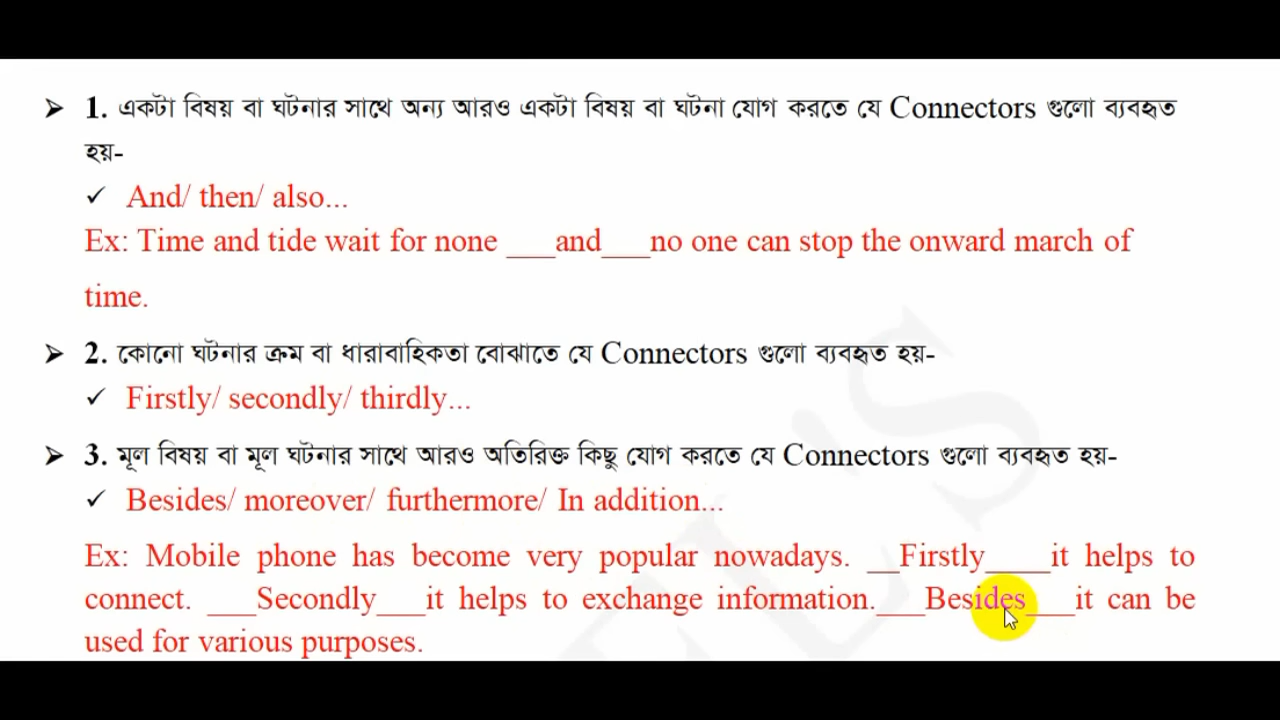 ➢ 1. একটা বিষয় বা ঘটনার সাথে অন্য আরও একটা বিষয় বা ঘটনা যোগ করতে যে Connectors গুলো ব্যবহৃত
হয়-
✓ And/ then/ also...
Ex: Time and tide wait for none ___and___no one can stop the onward march of
time.
➢ 2. কোনো ঘটনার ক্রম বা ধারাবাহিকতা বোঝাতে যে Connectors গুলো ব্যবহৃত হয়-
✓ Firstly/ secondly/ thirdly...
➢ 3. মূল বিষয় বা মূল ঘটনার সাথে আরও অতিরিক্ত কিছু যোগ করতে যে Connectors গুলো ব্যবহৃত হয়-
✓ Besides/ moreover/ furthermore/ In addition...
Ex: Mobile phone has become very popular nowadays. __Firstly____it helps to
connect. ___Secondly___it helps to exchange information.___Besides___it can be
used for various purposes.